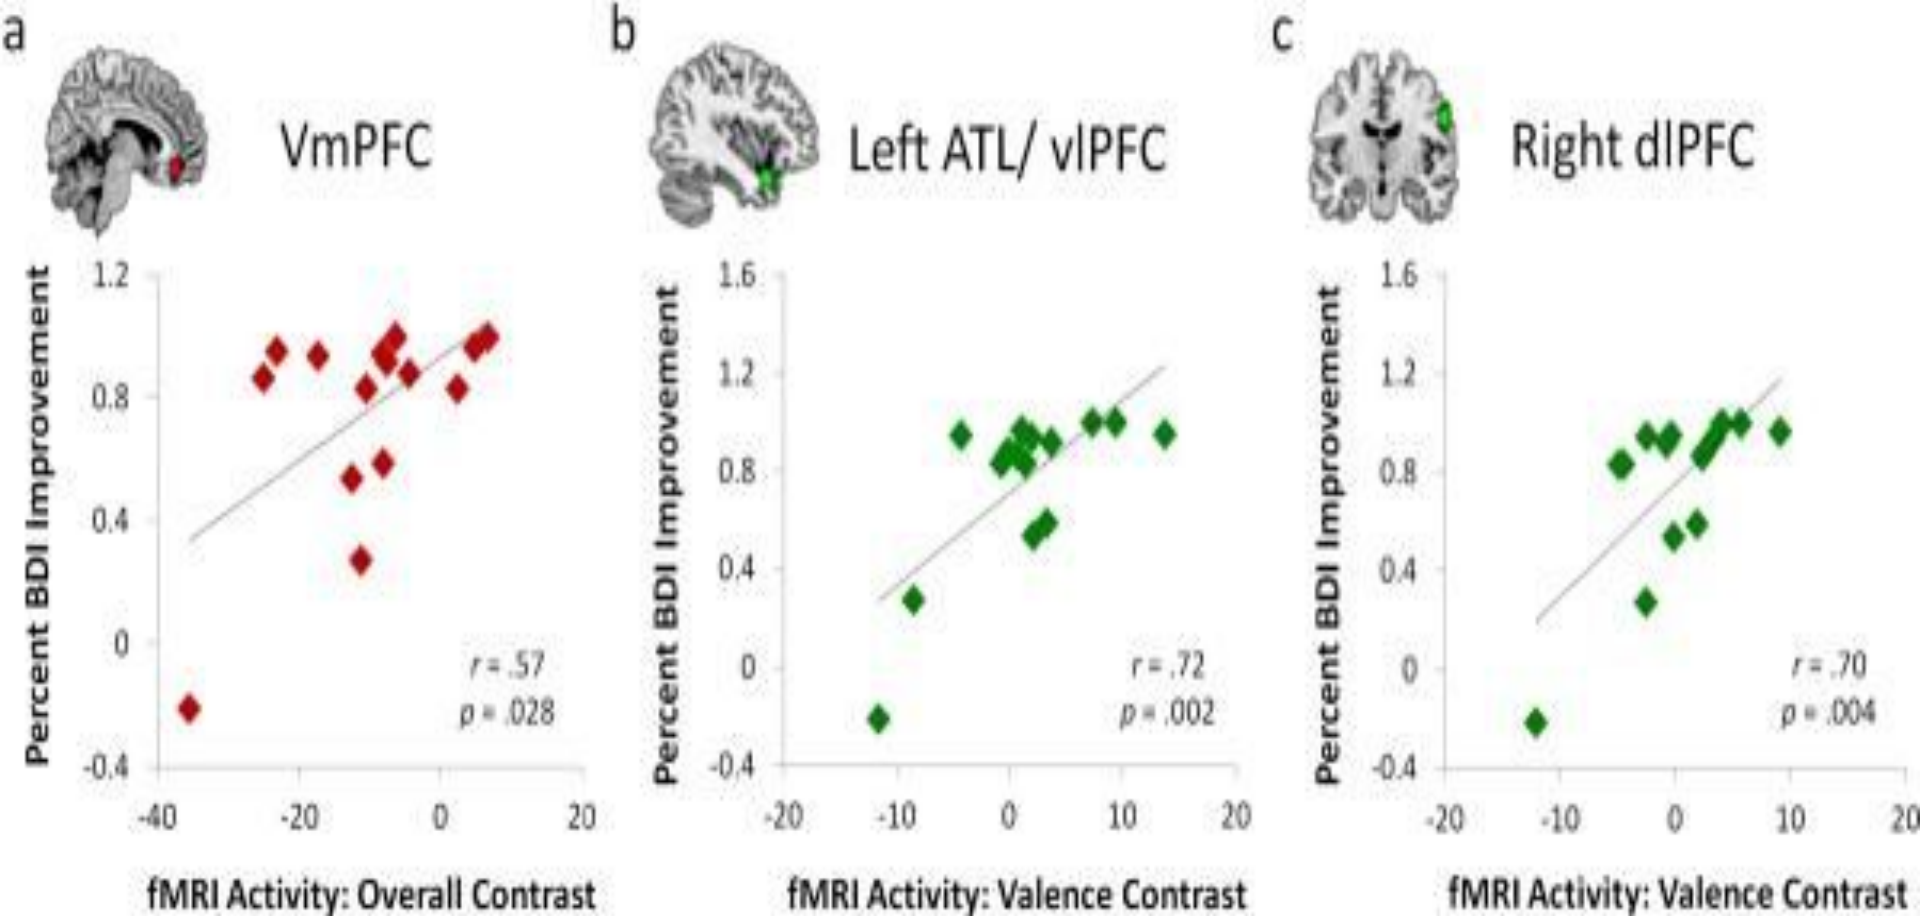 a
VmPFC
Percent BDI Improvement
1.2
0.8
0.4
0
-0.4
-40 -20 0 20
r = .57
p = .028
fMRI Activity: Overall Contrast
b
Left ATL/ vlPFC
Percent BDI Improvement
1.6
1.2
0.8
0.4
0
-0.4
-20 -10 0 10 20
r = .72
p = .002
fMRI Activity: Valence Contrast
c
Right dlPFC
Percent BDI Improvement
1.6
1.2
0.8
0.4
0
-0.4
-20 -10 0 10 20
r = .70
p = .004
fMRI Activity: Valence Contrast